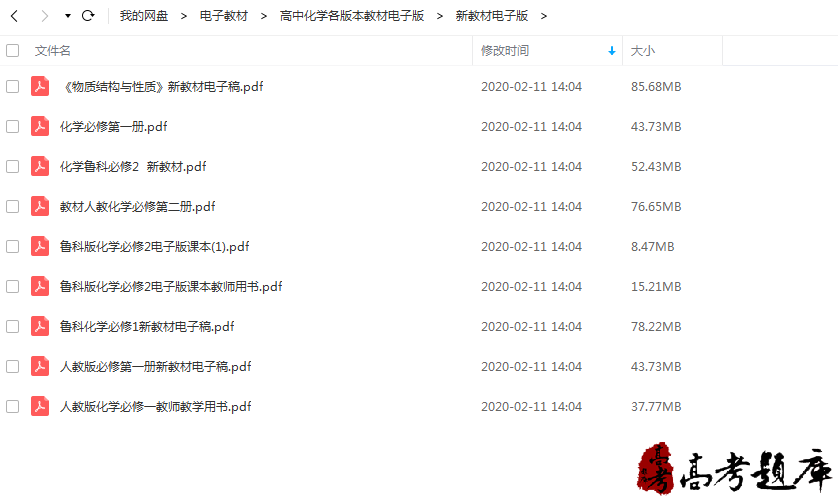 我的网盘 > 电子教材 > 高中化学各版本教材电子版 > 新教材电子版 >
文件名 修改时间 大小
《物质结构与性质》新教材电子稿.pdf 2020-02-11 14:04 85.68MB
化学必修第一册.pdf 2020-02-11 14:04 43.73MB
化学鲁科必修2 新教材.pdf 2020-02-11 14:04 52.43MB
教材人教化学必修第二册.pdf 2020-02-11 14:04 76.65MB
鲁科版化学必修2电子版课本(1).pdf 2020-02-11 14:04 8.47MB
鲁科版化学必修2电子版课本教师用书.pdf 2020-02-11 14:04 15.21MB
鲁科化学必修1新教材电子稿.pdf 2020-02-11 14:04 78.22MB
人教版必修第一册新教材电子稿.pdf 2020-02-11 14:04 43.73MB
人教版化学必修一教师教学用书.pdf 2020-02-11 14:04 37.77MB
高考 高考题库